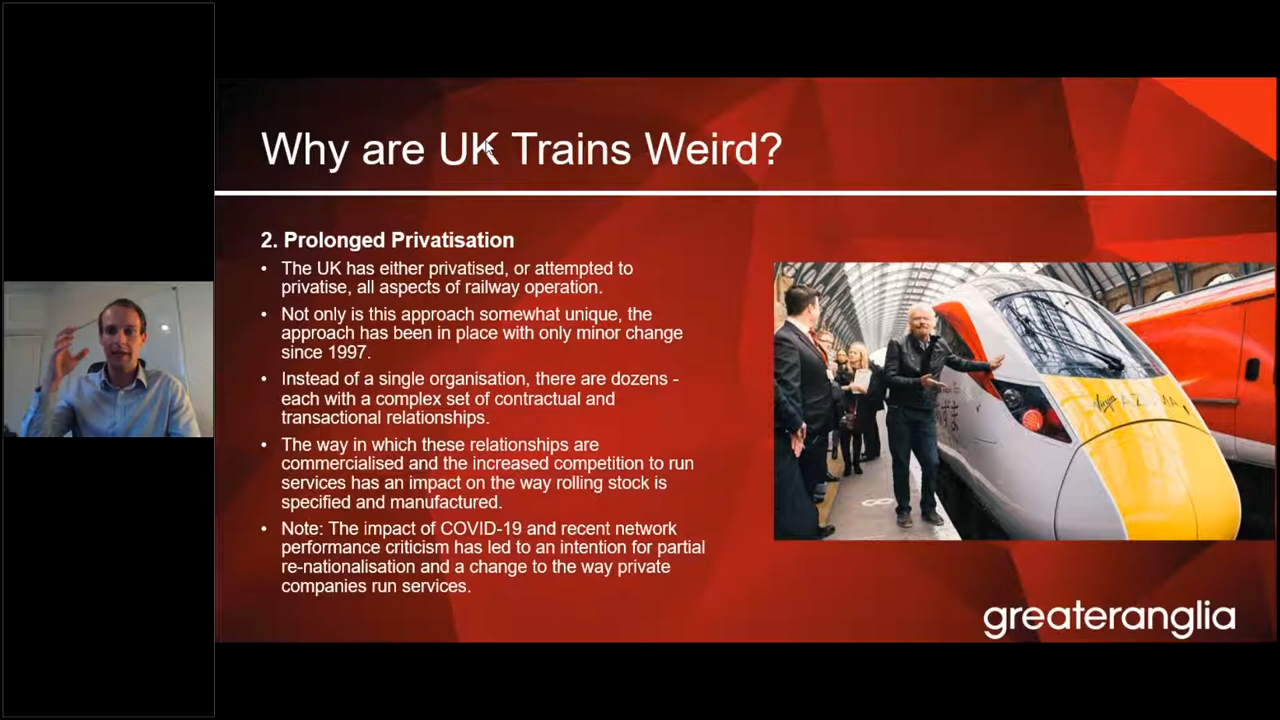 Why are UK Trains Weird?
2. Prolonged Privatisation
• The UK has either privatised, or attempted to
privatise, all aspects of railway operation.
• Not only is this approach somewhat unique, the
approach has been in place with only minor change
since 1997.
• Instead of a single organisation, there are dozens -
each with a complex set of contractual and
transactional relationships.
• The way in which these relationships are
commercialised and the increased competition to run
services has an impact on the way rolling stock is
specified and manufactured.
• Note: The impact of COVID-19 and recent network
performance criticism has led to an intention for partial
re-nationalisation and a change to the way private
companies run services.
Virgin AZUMA
8
greateranglia